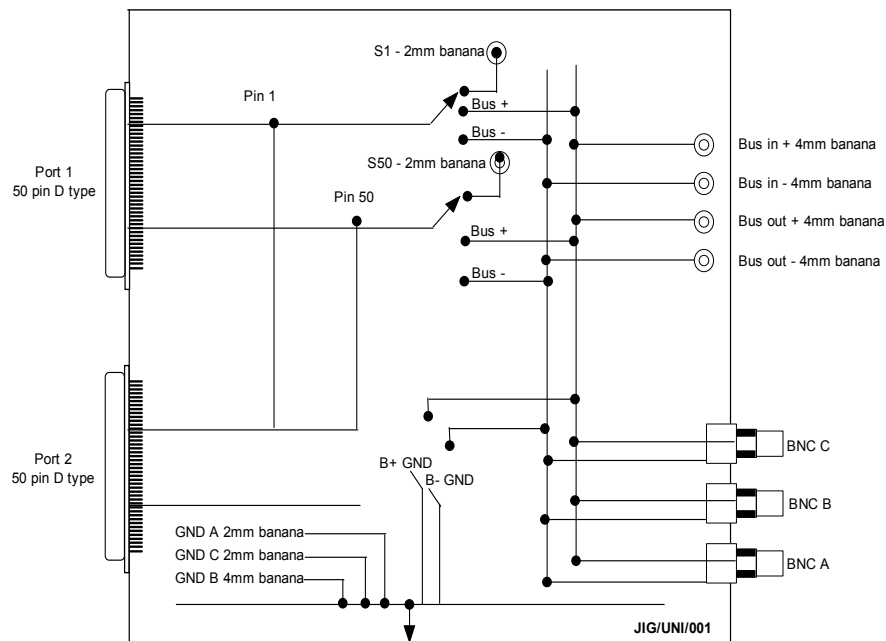 S1 - 2mm banana
Pin 1
Bus +
Bus -
Bus in + 4mm banana
Port 1
50 pin D type
S50 - 2mm banana
Bus in - 4mm banana
Pin 50
Bus out + 4mm banana
Bus +
Bus out - 4mm banana
Bus -
BNC C
Port 2
50 pin D type
B+ GND
B- GND
BNC B
GND A 2mm banana
GND C 2mm banana
BNC A
GND B 4mm banana
JIG/UNI/001